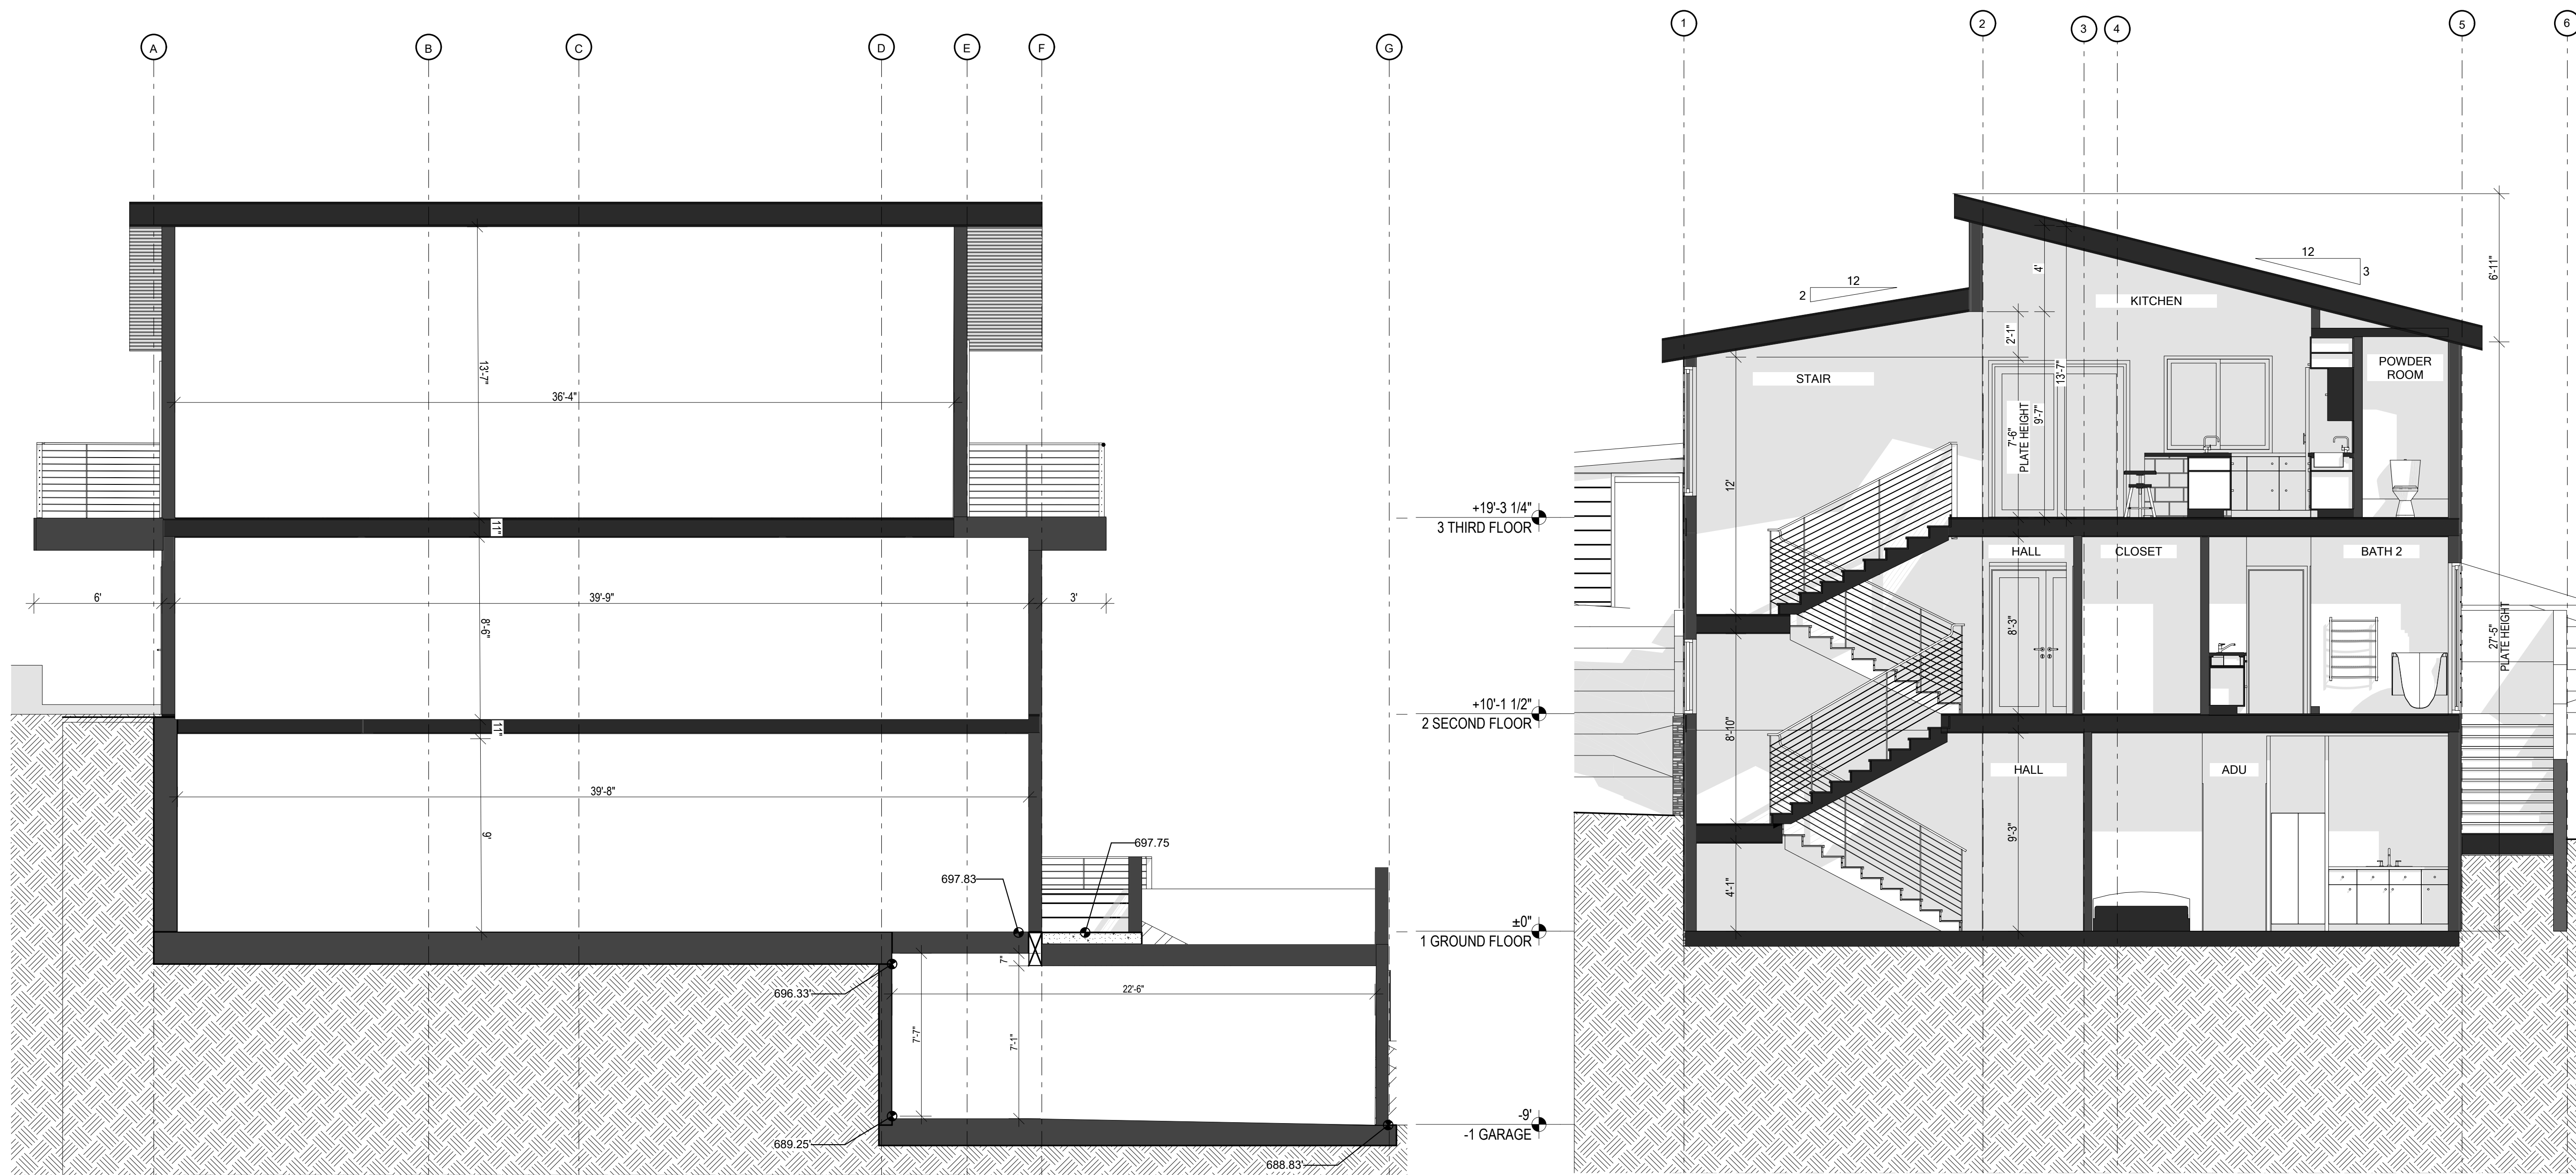 A
B
C
D
E
F
G
13'-7"
36'-4"
11"
6'
39'-9"
3'
8'-6"
11"
39'-8"
9'
697.75
697.83
696.33'
7"
22'-6"
7'-7"
7'-1"
689.25'
688.83'
+19'-3 1/4"
3 THIRD FLOOR
+10'-1 1/2"
2 SECOND FLOOR
±0"
1 GROUND FLOOR
-9'
-1 GARAGE
1
2
3
4
5
6
12
2
12
3
6'-11"
4'
KITCHEN
2'-1"
STAIR
13'-7"
POWDER
ROOM
12'
7'-6"
PLATE HEIGHT
9'-7"
HALL
CLOSET
BATH 2
8'-3"
27'-5"
PLATE HEIGHT
8'-10"
HALL
ADU
9'-3"
4'-1"